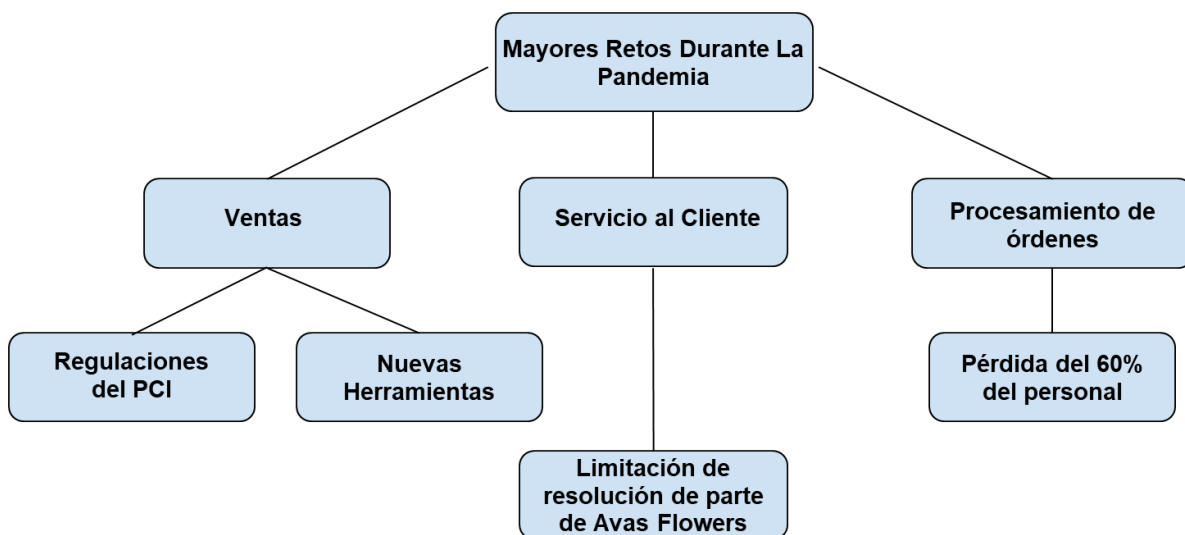 Mayores Retos Durante La
Pandemia
Ventas
Servicio al Cliente
Procesamiento de
órdenes
Regulaciones
del PCI
Nuevas
Herramientas
Pérdida del 60%
del personal
Limitación de
resolución de parte
de Avas Flowers